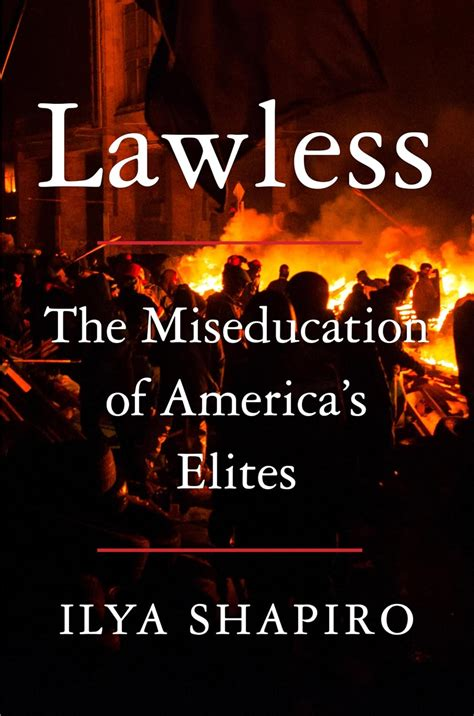 Lawless
The Miseducation
of America's
Elites
ILYA SHAPIRO